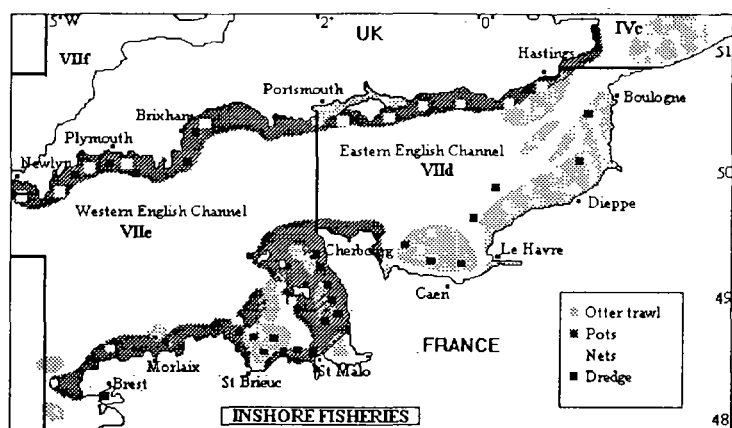 5° W
2°
0°
IVc
VIIf
UK
Hastings
51
Portsmouth
Boulogne
Brixham
Plymouth
Eastern English Channel
VIId
Newlyn
50
Western English Channel
VIIe
Dieppe
Cherbourg
Le Havre
Caen
49
Otter trawl
Pots
Nets
Dredge
FRANCE
Morlaix
St Malo
Brest
St Brieuc
INSHORE FISHERIES
48